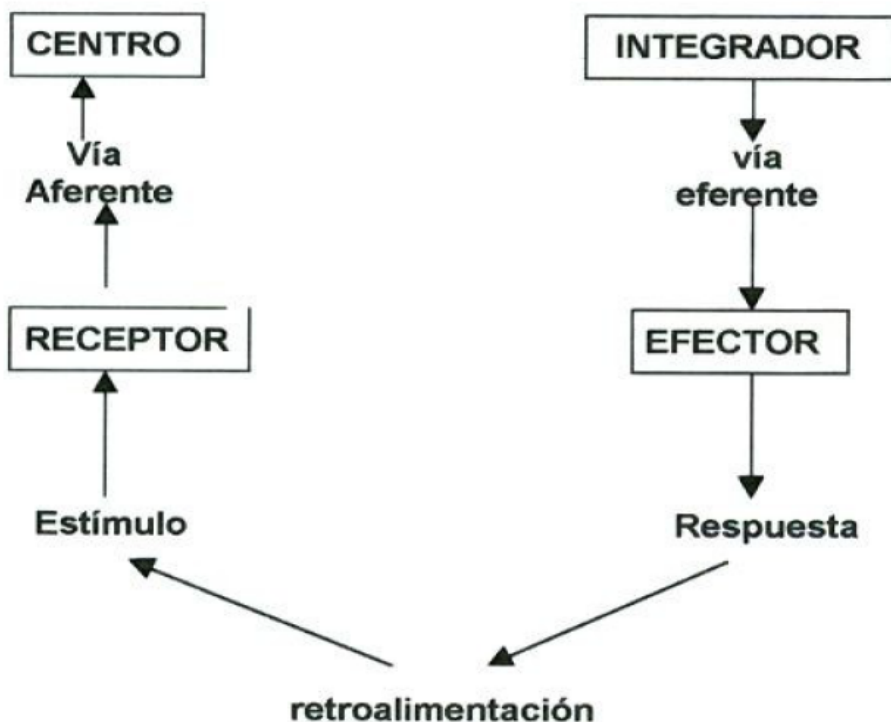 CENTRO
INTEGRADOR
Vía
Aferente
vía
eferente
RECEPTOR
EFECTOR
Estímulo
Respuesta
retroalimentación